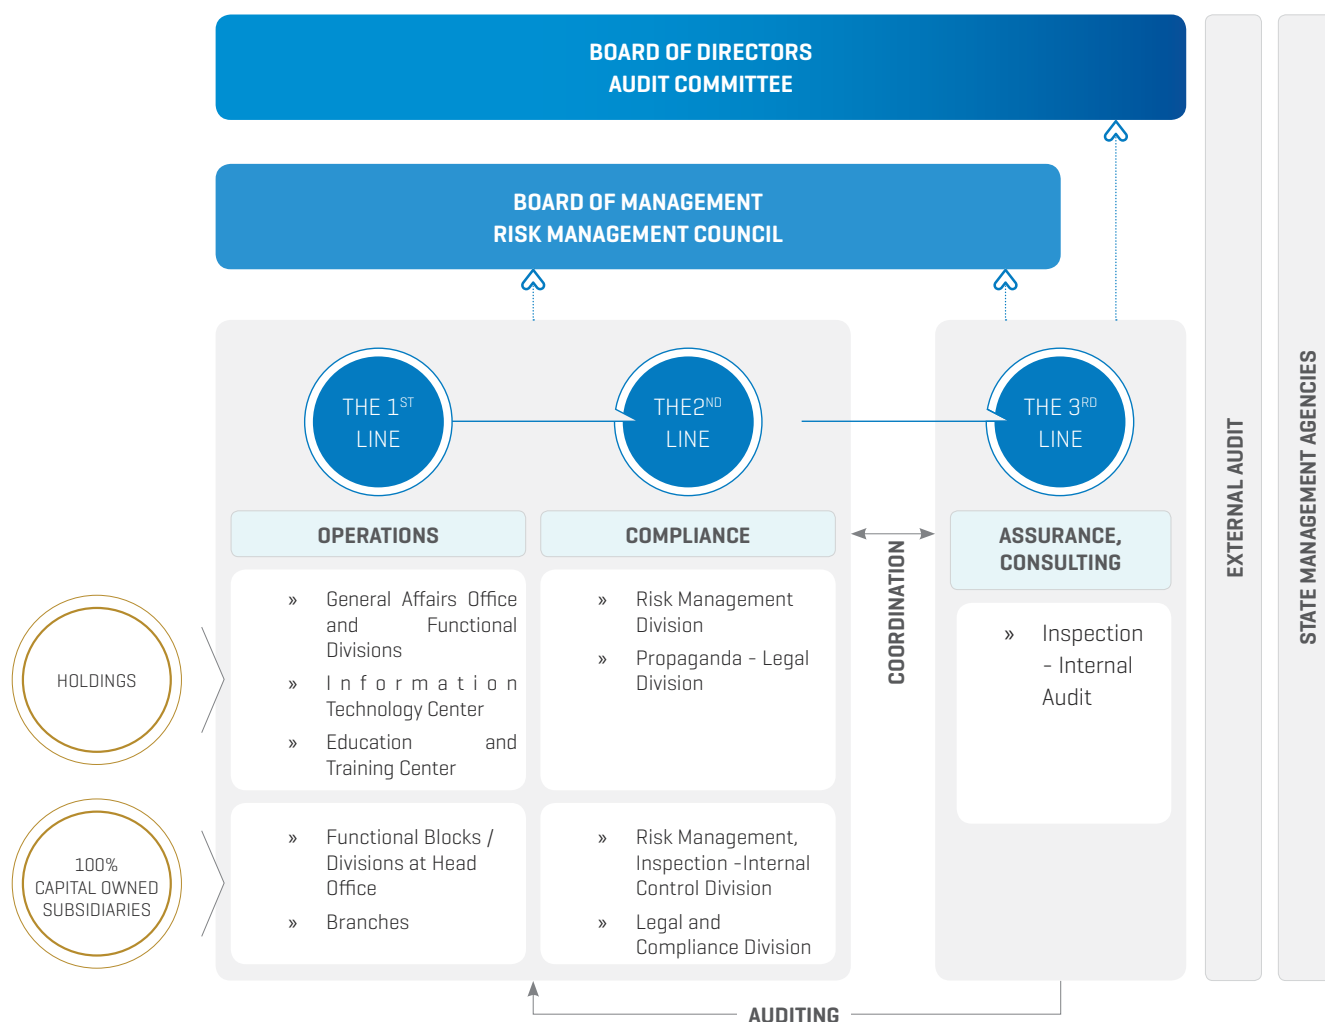 BOARD OF DIRECTORS
AUDIT COMMITTEE
BOARD OF MANAGEMENT
RISK MANAGEMENT COUNCIL
THE 1ST
LINE
THE2ND
LINE
THE 3RD
LINE
OPERATIONS
COMPLIANCE
ASSURANCE,
CONSULTING
COORDINATION
HOLDINGS
» General Affairs Office
and Functional
Divisions
» Information
Technology Center
» Education and
Training Center
» Risk Management
Division
» Propaganda - Legal
Division
» Inspection
- Internal
Audit
100%
CAPITAL OWNED
SUBSIDIARIES
» Functional Blocks /
Divisions at Head
Office
» Branches
» Risk Management,
Inspection -Internal
Control Division
» Legal and
Compliance Division
AUDITING
EXTERNAL AUDIT
STATE MANAGEMENT AGENCIES